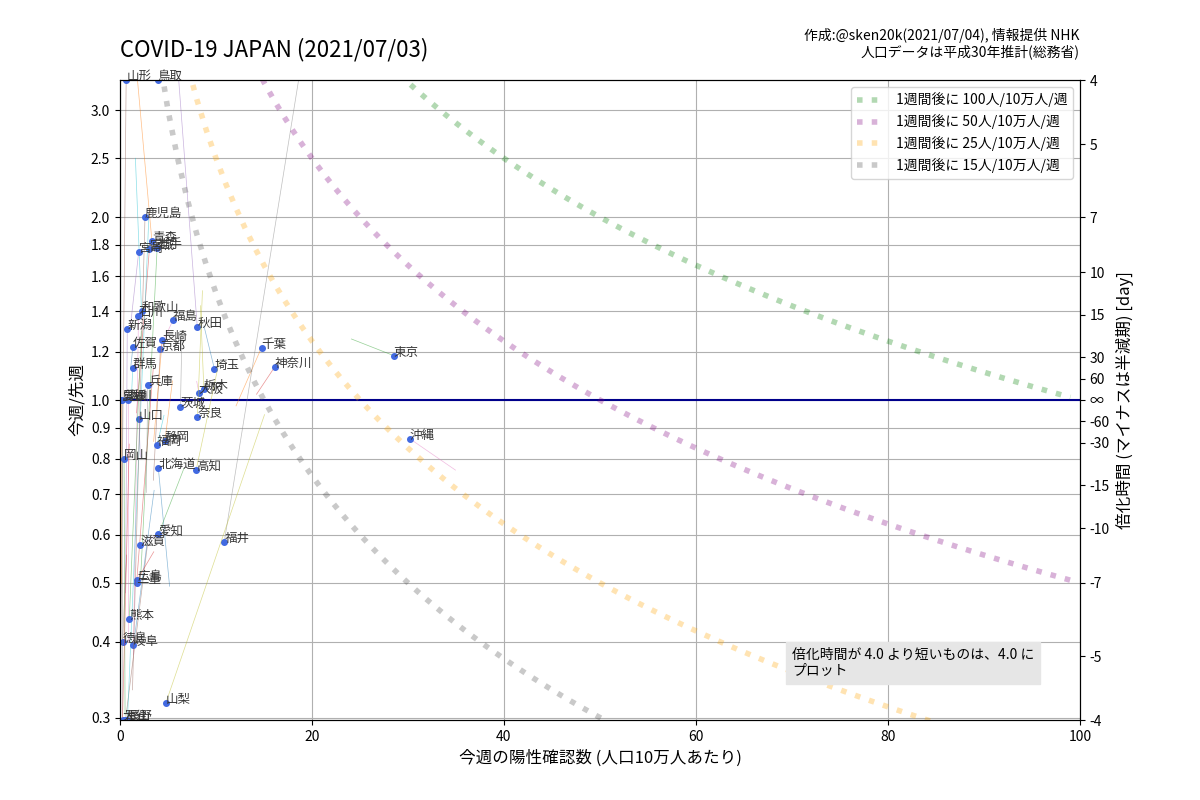 COVID-19 JAPAN (2021/07/03)
作成:@sken20k(2021/07/04), 情報提供 NHK
人口データは平成30年推計(総務省)
1週間後に 100人/10万人/週
1週間後に 50人/10万人/週
1週間後に 25人/10万人/週
1週間後に 15人/10万人/週
山形
鳥取
鹿児島
青森
和歌山
福島
新潟
秋田
長崎
京都
佐賀
千葉
東京
群馬
埼玉
神奈川
兵庫
栃木
大阪
茨城
奈良
山口
静岡
沖縄
岡山
北海道
高知
愛知
滋賀
福井
広島
熊本
徳島
岐阜
山梨
長野
倍化時間が 4.0 より短いものは、4.0 に
プロット
3.0
2.5
2.0
1.8
1.6
1.4
1.2
1.0
0.9
0.8
0.7
0.6
0.5
0.4
0.3
4
5
7
10
15
30
60
∞
-60
-30
-15
-10
-7
-5
-4
0
20
40
60
80
100
今週/先週
倍化時間 (マイナスは半減期) [day]
今週の陽性確認数 (人口10万人あたり)